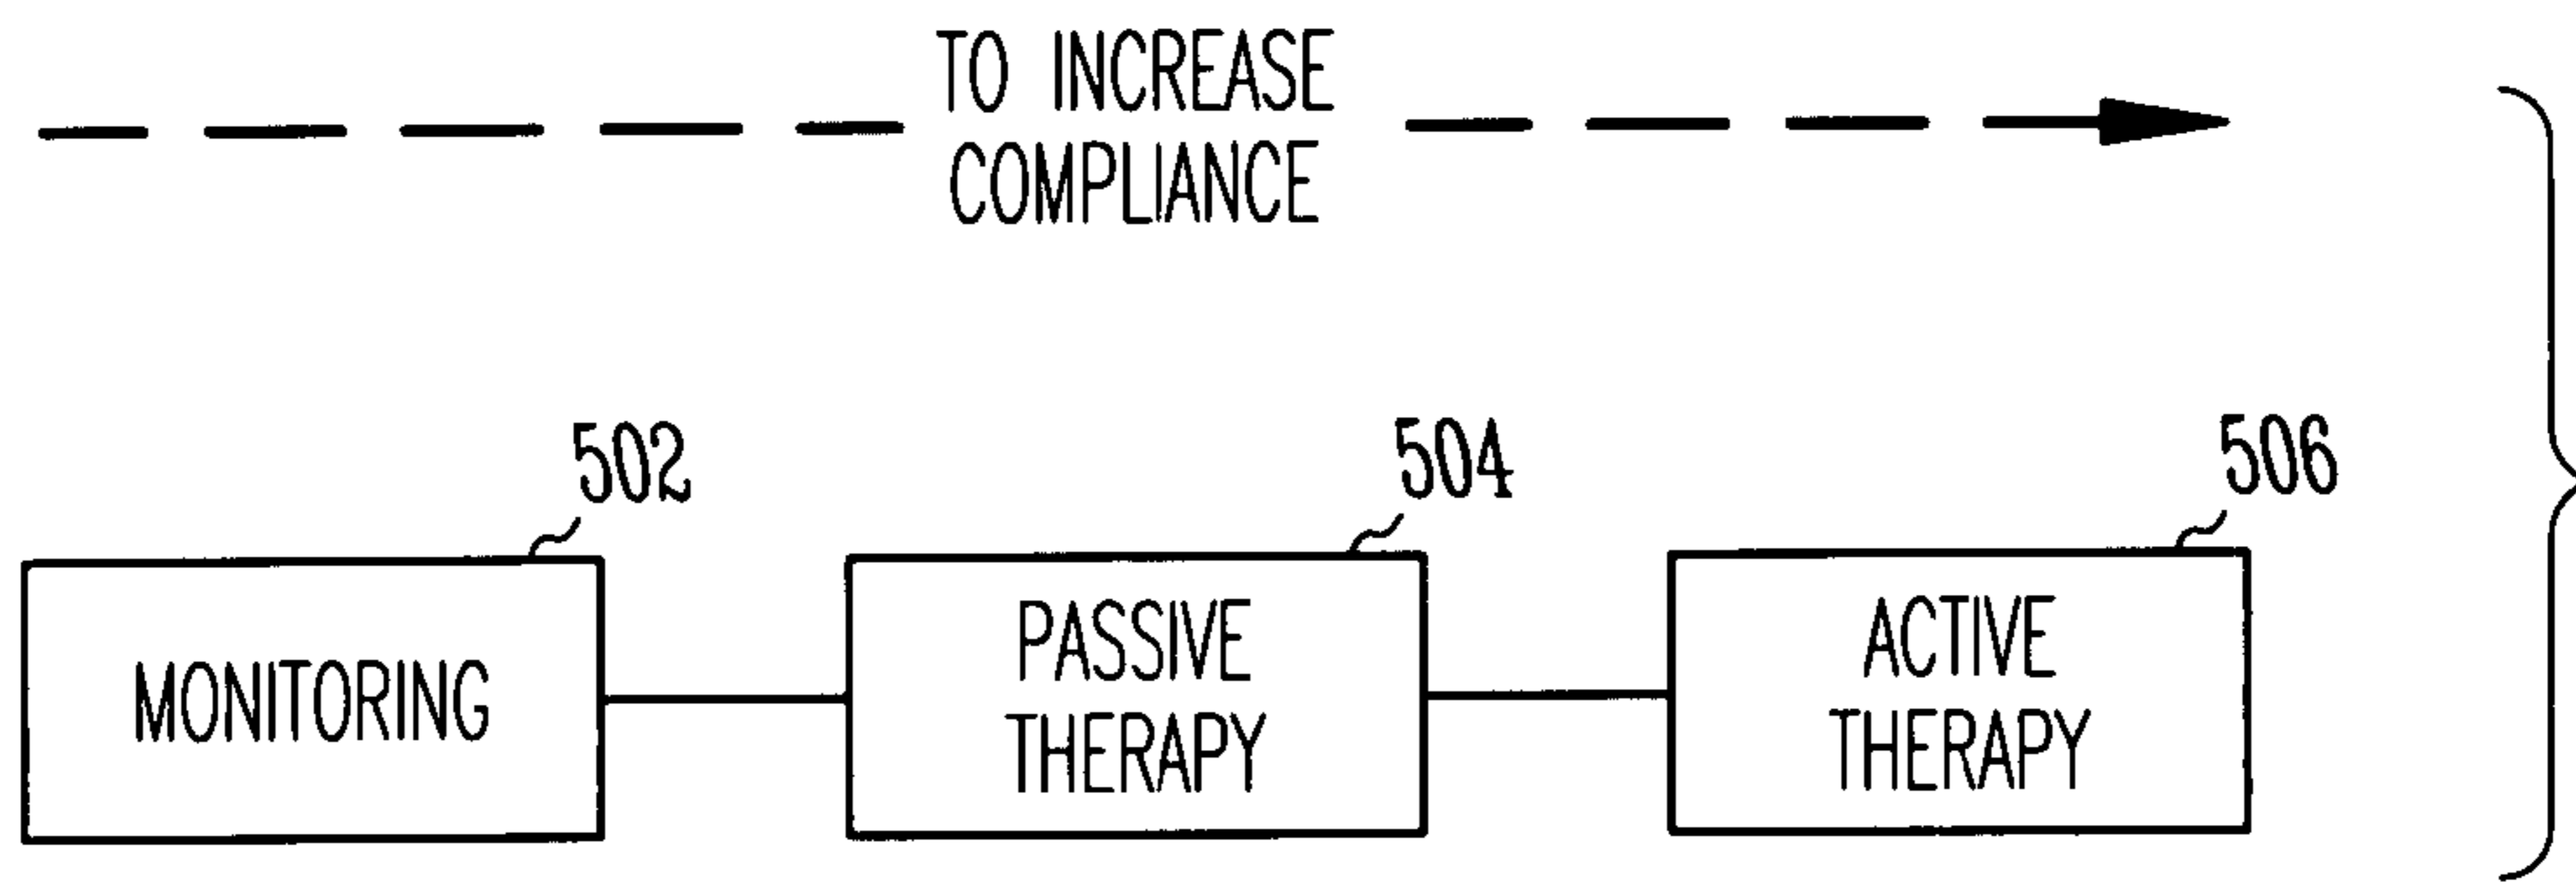 TO INCREASE
COMPLIANCE
502
504
506
MONITORING
PASSIVE
THERAPY
ACTIVE
THERAPY